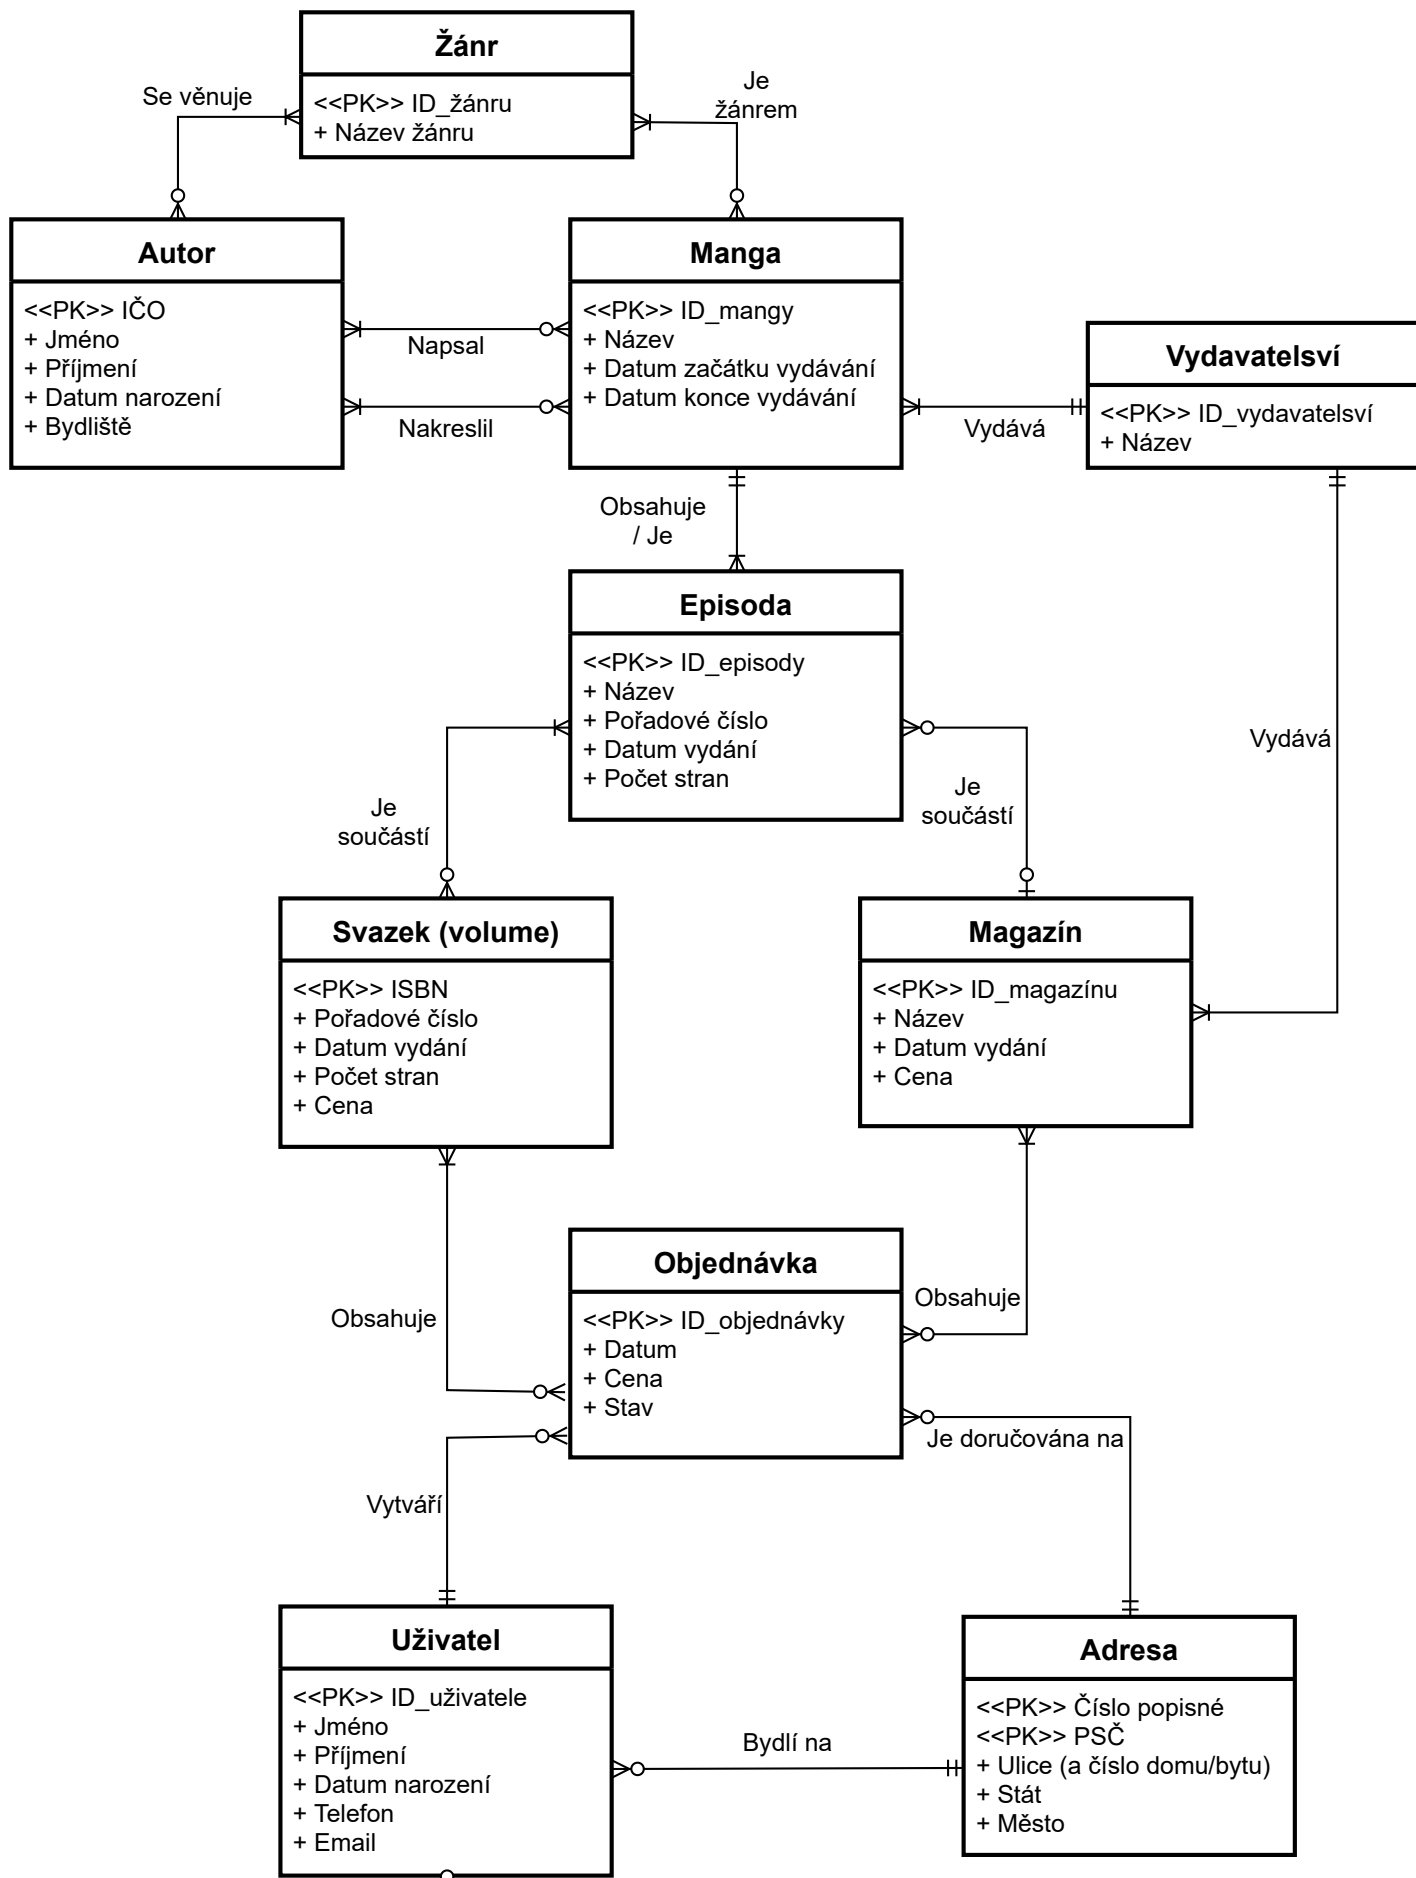 Žánr
<<PK>> ID_žánru
+ Název žánru
Se věnuje
Je
žánrem
Autor
<<PK>> IČO
+ Jméno
+ Příjmení
+ Datum narození
+ Bydliště
Napsal
Nakreslil
Manga
<<PK>> ID_mangy
+ Název
+ Datum začátku vydávání
+ Datum konce vydávání
Vydává
Vydavatelsví
<<PK>> ID_vydavatelsví
+ Název
Obsahuje
/ Je
Episoda
<<PK>> ID_episody
+ Název
+ Pořadové číslo
+ Datum vydání
+ Počet stran
Vydává
Je
součástí
Je
součástí
Svazek (volume)
<<PK>> ISBN
+ Pořadové číslo
+ Datum vydání
+ Počet stran
+ Cena
Magazín
<<PK>> ID_magazínu
+ Název
+ Datum vydání
+ Cena
Obsahuje
Objednávka
<<PK>> ID_objednávky
+ Datum
+ Cena
+ Stav
Obsahuje
Je doručována na
Vytváří
Uživatel
<<PK>> ID_uživatele
+ Jméno
+ Příjmení
+ Datum narození
+ Telefon
+ Email
Bydlí na
Adresa
<<PK>> Číslo popisné
<<PK>> PSČ
+ Ulice (a číslo domu/bytu)
+ Stát
+ Město